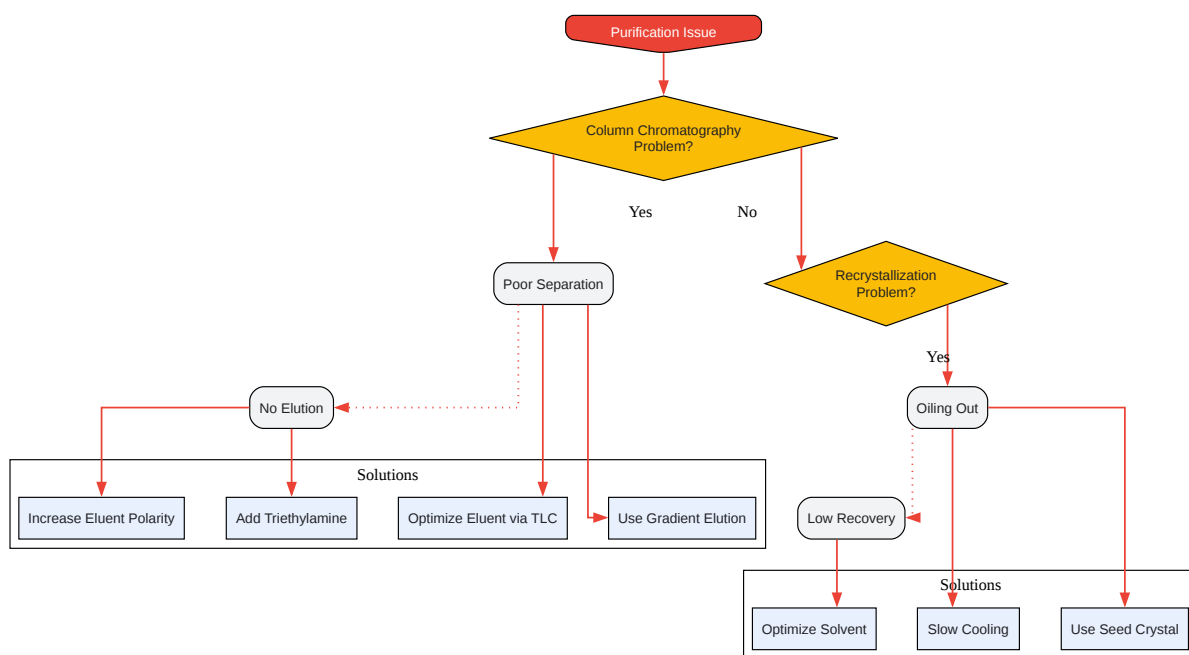 Purification Issue
Column Chromatography
Problem?
Yes
No
Recrystallization
Problem?
Poor Separation
Yes
No Elution
Oiling Out
Solutions
Increase Eluent Polarity
Add Triethylamine
Optimize Eluent via TLC
Use Gradient Elution
Low Recovery
Solutions
Optimize Solvent
Slow Cooling
Use Seed Crystal